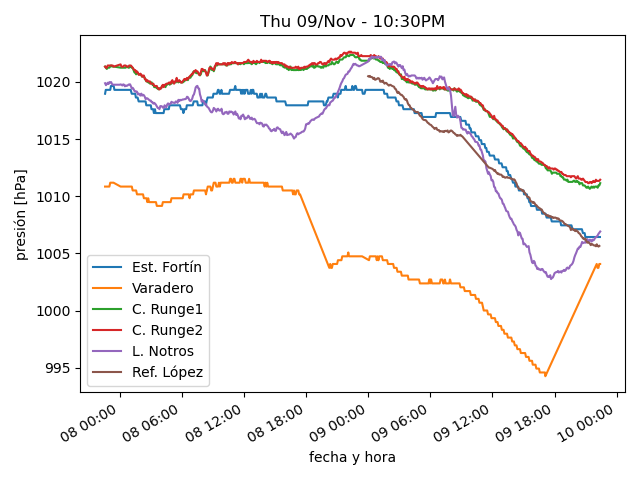 Thu 09/Nov - 10:30PM
presión [hPa]
1020
1015
1010
1005
1000
995
Est. Fortín
Varadero
C. Runge1
C. Runge2
L. Notros
Ref. López
08 00:00
08 06:00
08 12:00
08 18:00
09 00:00
09 06:00
09 12:00
09 18:00
10 00:00
fecha y hora